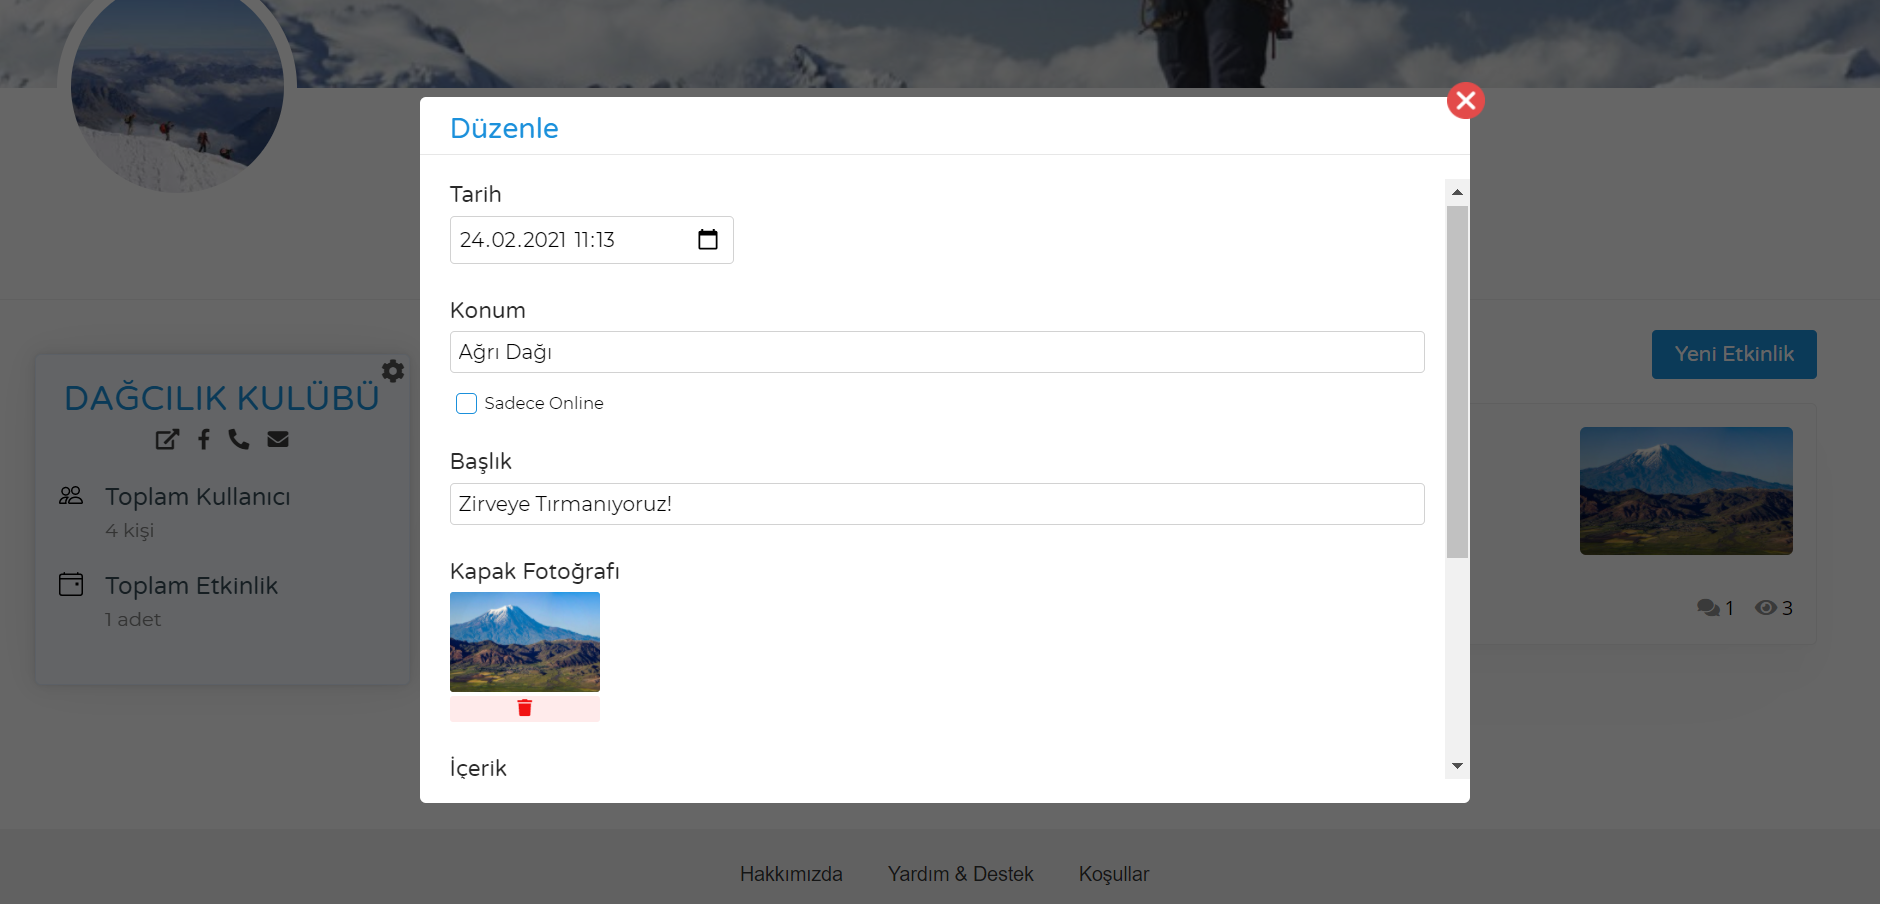 Düzenle
Tarih
24.02.2021 11:13
Konum
Ağrı Dağı
Sadece Online
Başlık
Zirveye Tırmanıyoruz!
Kapak Fotoğrafı
İçerik
DAĞCILIK KULÜBÜ
Toplam Kullanıcı
4 kişi
Toplam Etkinlik
1 adet
Yeni Etkinlik
1 3
Hakkımızda Yardım & Destek Koşullar